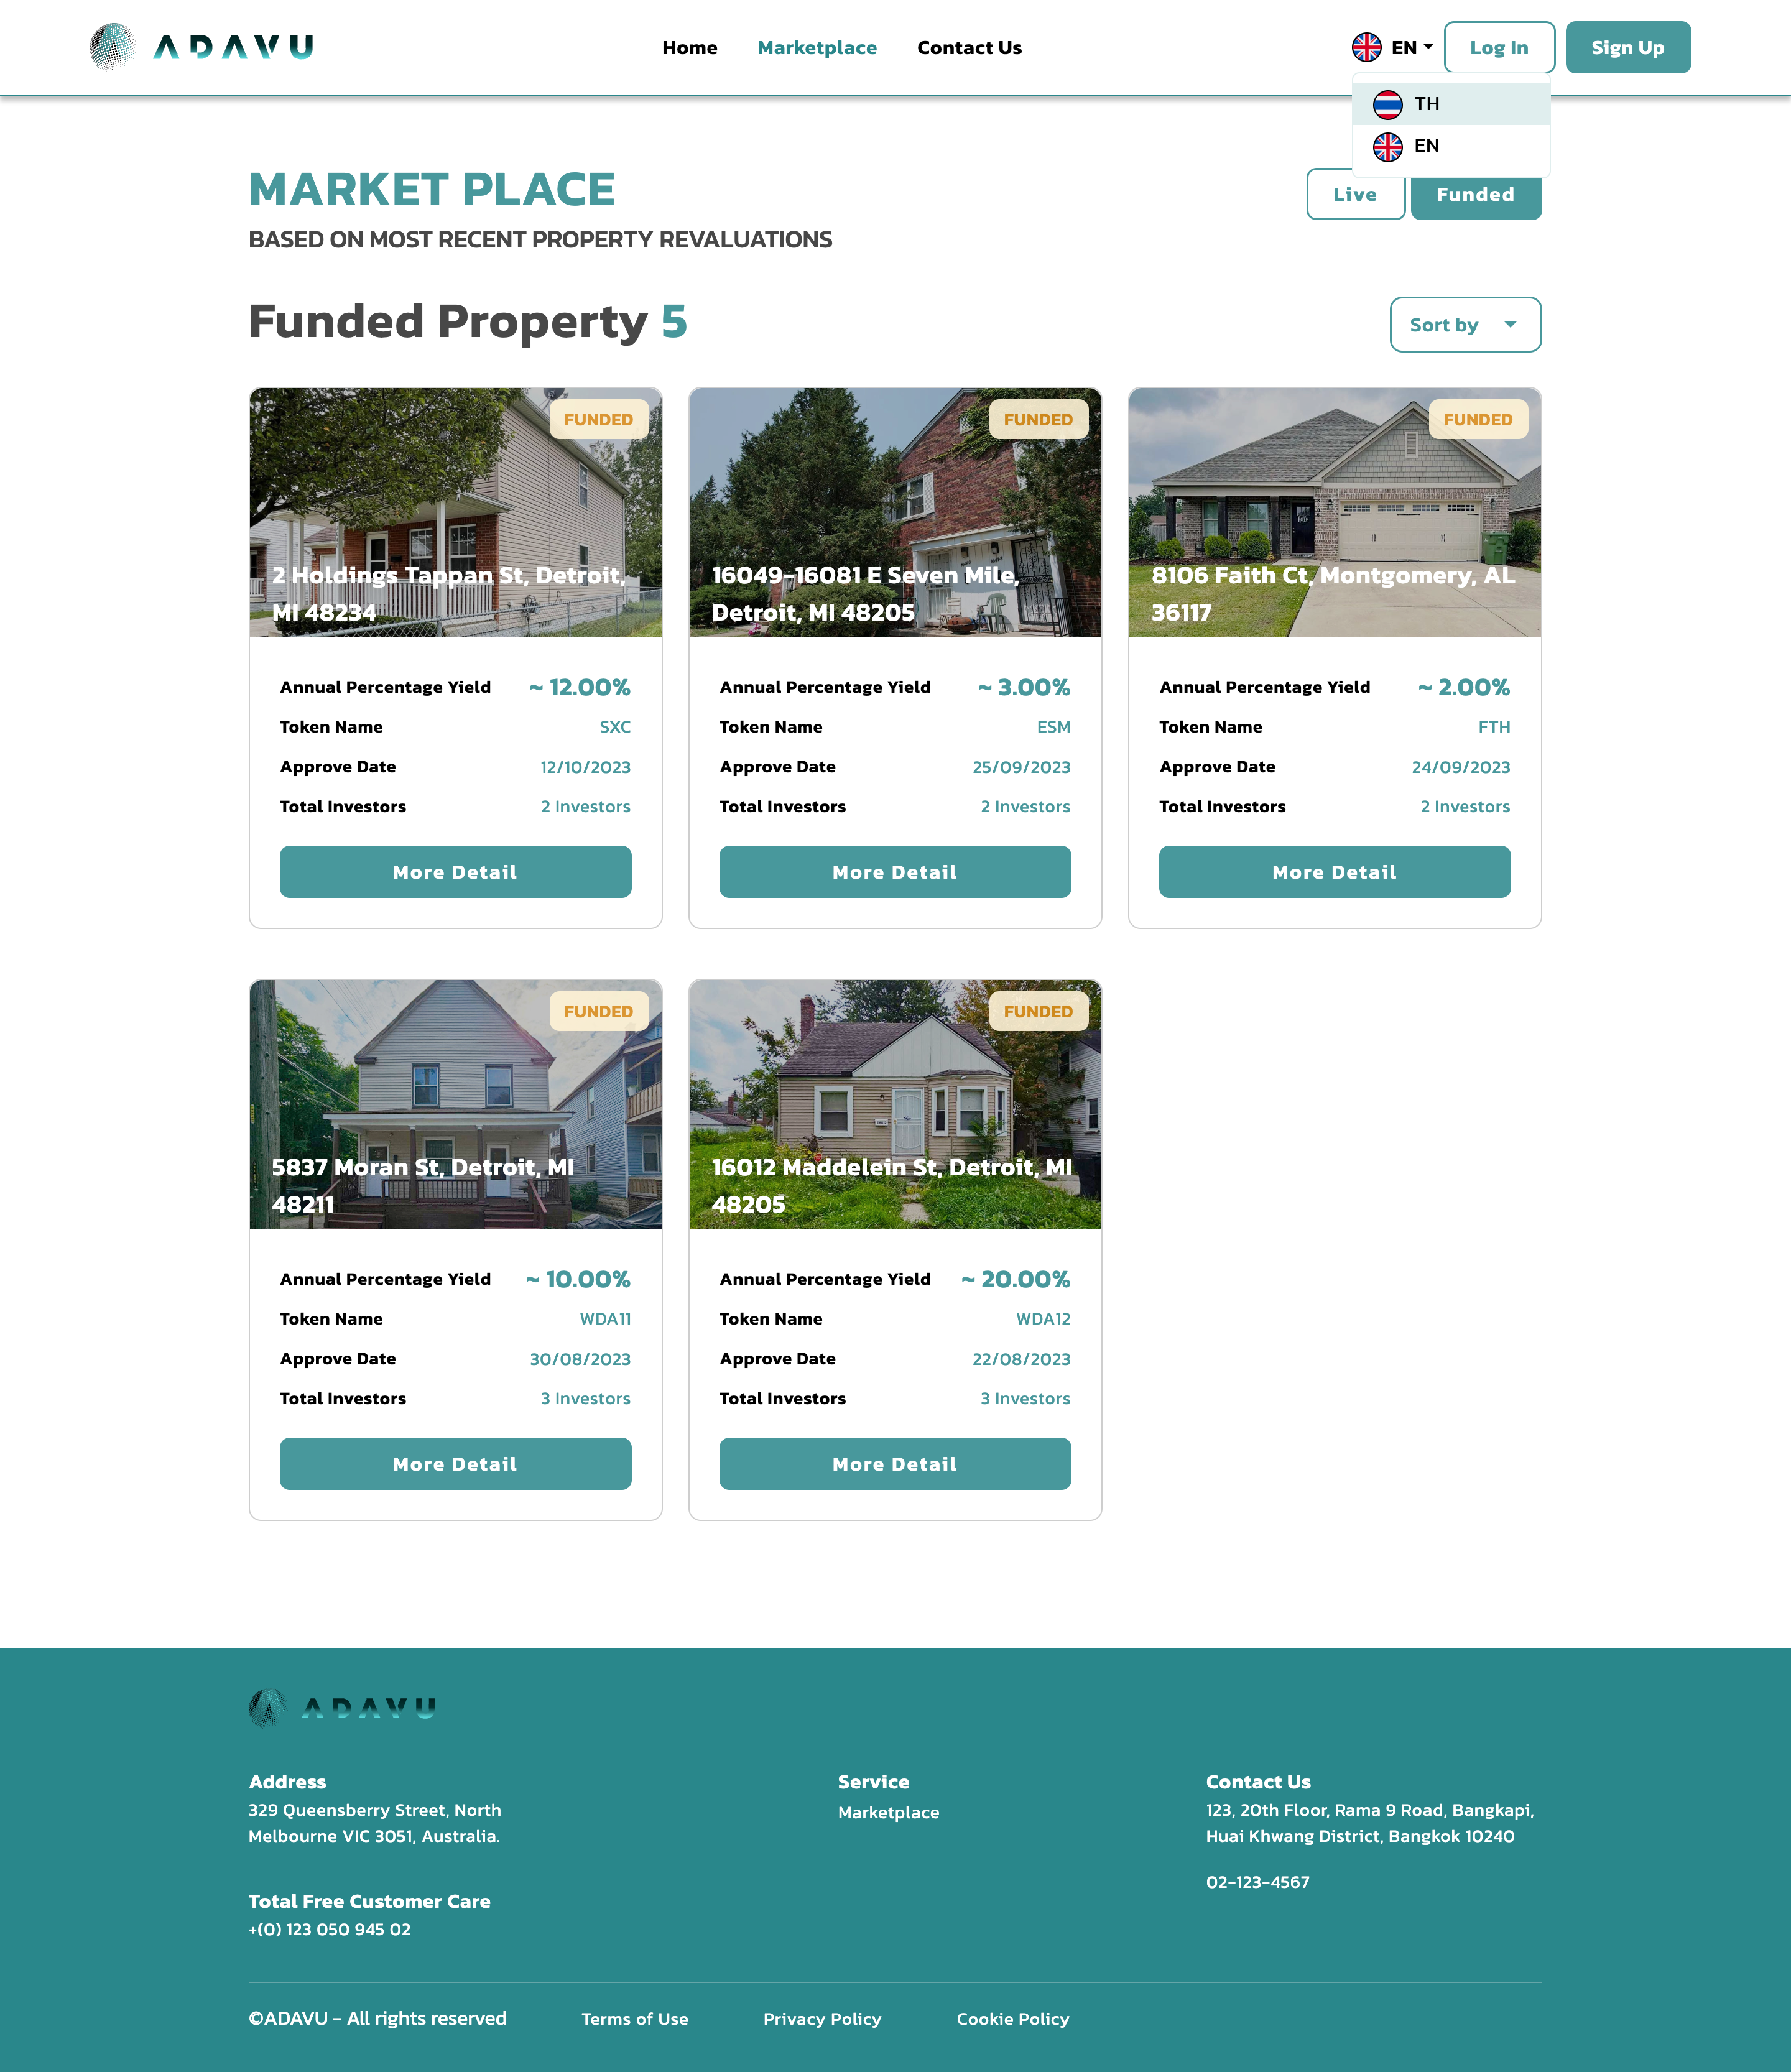 ADAVU
Home
Marketplace
Contact Us
EN
Log In
Sign Up
TH
EN
MARKET PLACE
Live
Funded
BASED ON MOST RECENT PROPERTY REVALUATIONS
Funded Property 5
Sort by
FUNDED
2 Holdings Tappan St, Detroit,
MI 48234
Annual Percentage Yield ~ 12.00%
Token Name SXC
Approve Date 12/10/2023
Total Investors 2 Investors
More Detail
FUNDED
16049-16081 E Seven Mile,
Detroit, MI 48205
Annual Percentage Yield ~ 3.00%
Token Name ESM
Approve Date 25/09/2023
Total Investors 2 Investors
More Detail
FUNDED
8106 Faith Ct, Montgomery, AL
36117
Annual Percentage Yield ~ 2.00%
Token Name FTH
Approve Date 24/09/2023
Total Investors 2 Investors
More Detail
FUNDED
5837 Moran St, Detroit, MI
48211
Annual Percentage Yield ~ 10.00%
Token Name WDA11
Approve Date 30/08/2023
Total Investors 3 Investors
More Detail
FUNDED
16012 Maddelein St, Detroit, MI
48205
Annual Percentage Yield ~ 20.00%
Token Name WDA12
Approve Date 22/08/2023
Total Investors 3 Investors
More Detail
ADAVU
Address
329 Queensberry Street, North
Melbourne VIC 3051, Australia.
Total Free Customer Care
+(0) 123 050 945 02
Service
Marketplace
Contact Us
123, 20th Floor, Rama 9 Road, Bangkapi,
Huai Khwang District, Bangkok 10240
02-123-4567
©ADAVU - All rights reserved
Terms of Use
Privacy Policy
Cookie Policy